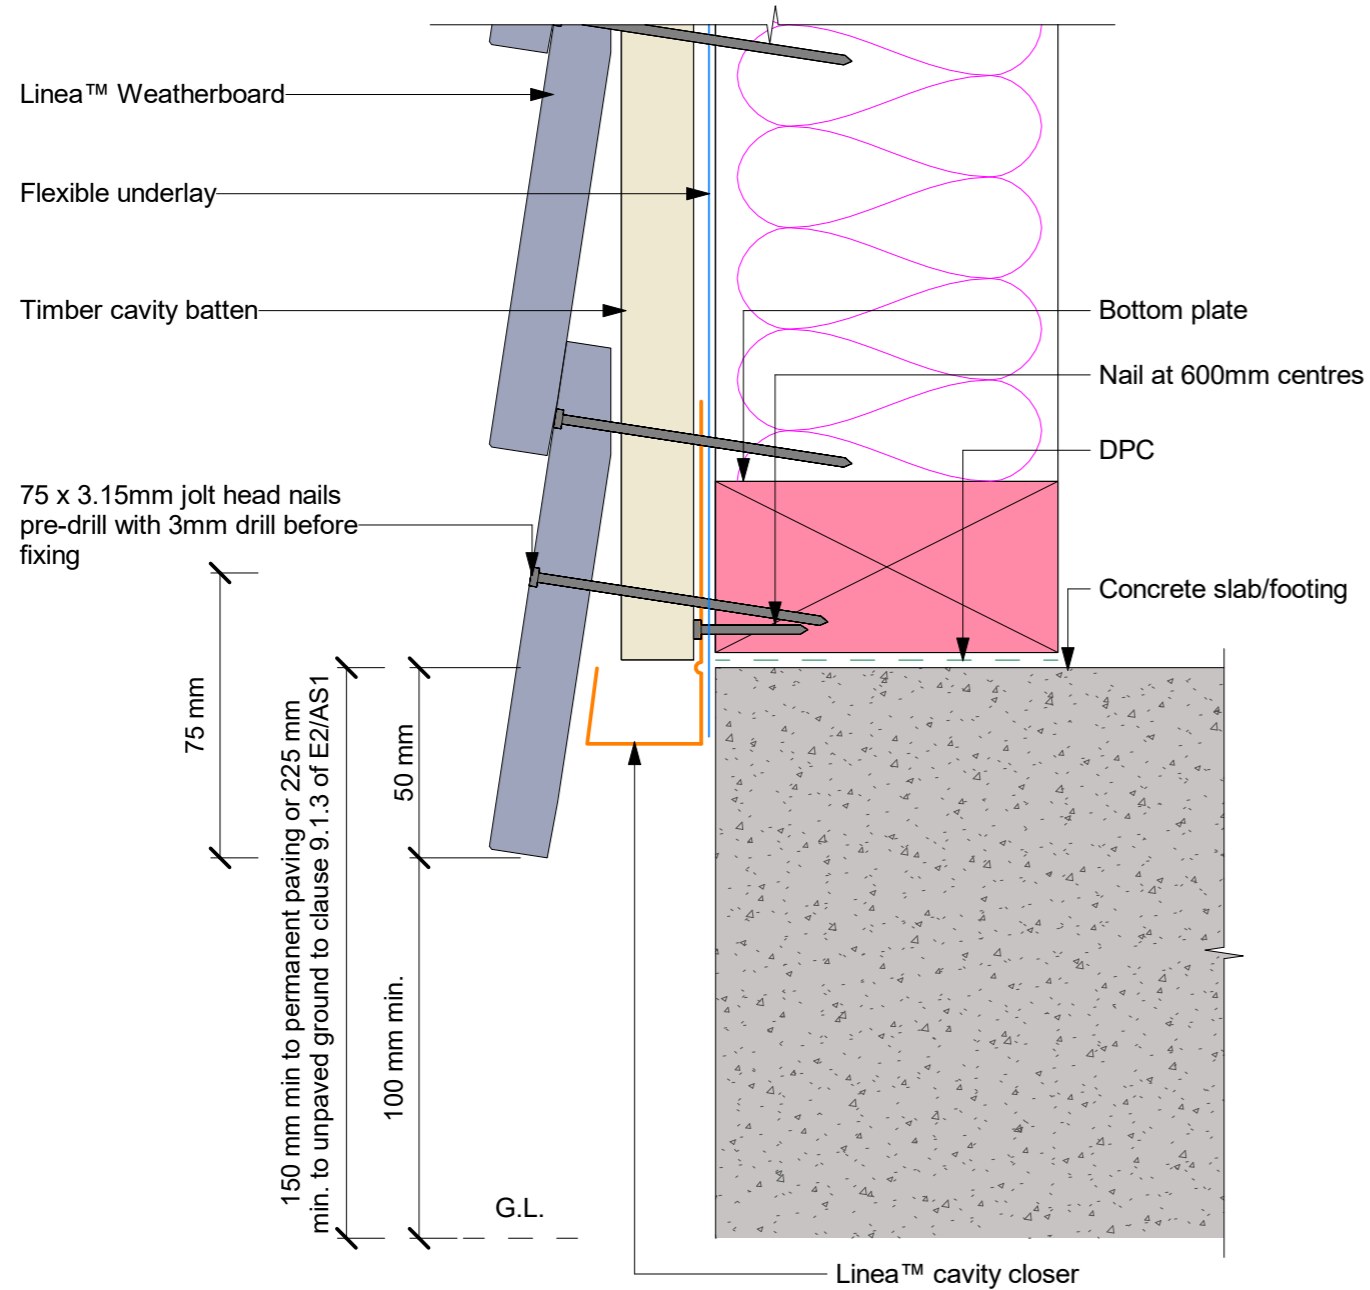 Linea™ Weatherboard
Flexible underlay
Timber cavity batten
75 x 3.15mm jolt head nails
pre-drill with 3mm drill before
fixing
75 mm
150 mm min to permanent paving or 225 mm
min. to unpaved ground to clause 9.1.3 of E2/AS1
50 mm
100 mm min.
G.L.
Bottom plate
Nail at 600mm centres
DPC
Concrete slab/footing
Linea™ cavity closer